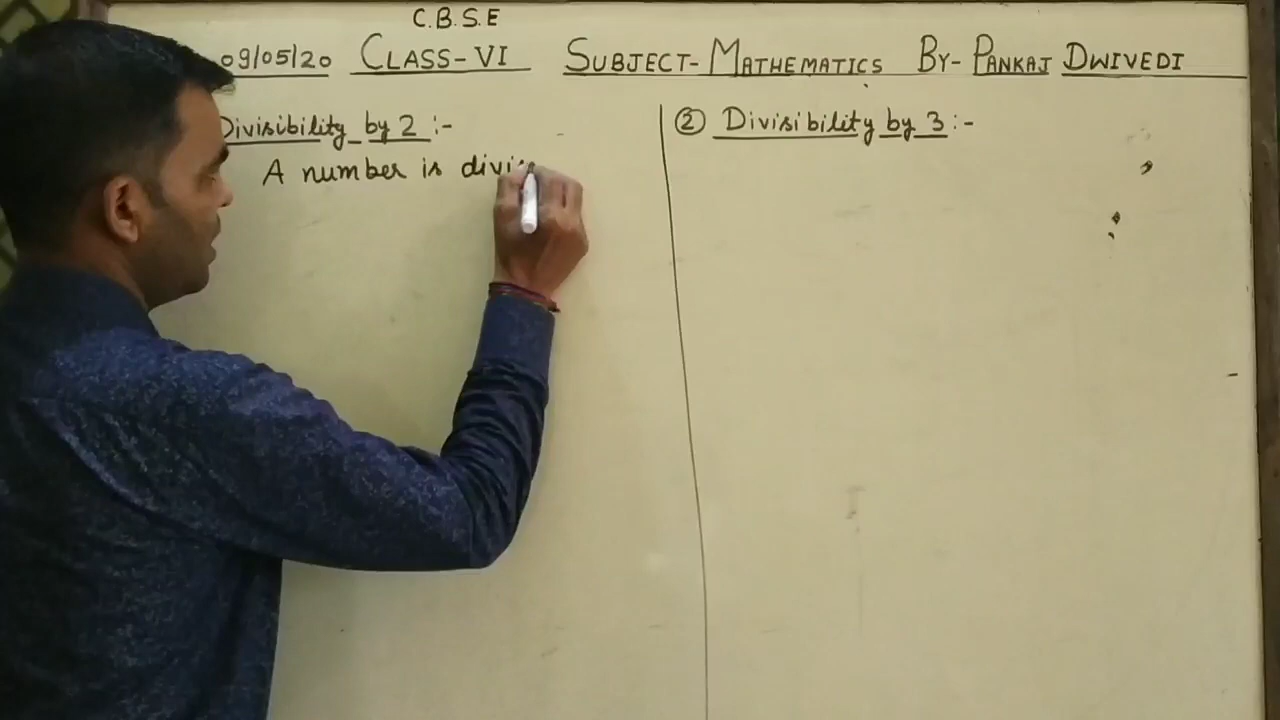 C.B.S.E
09/05/20 CLASS-VI SUBJECT-MATHEMATICS BY-PANKAJ DWIVEDI
Divisibility by 2 :-
A number is divi
② Divisibility by 3 :-